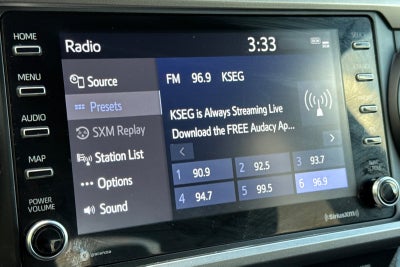 HOME
MENU
AUDIO
MAP
POWER
VOLUME
Radio
3:33
Source
Presets
SXM Replay
Station List
Options
Sound
FM 96.9 KSEG
KSEG is Always Streaming Live
Download the FREE Audacy Ap...
1 90.9
2 92.5
3 93.7
4 94.7
5 99.5
6 96.9
gracenote
SiriusXM